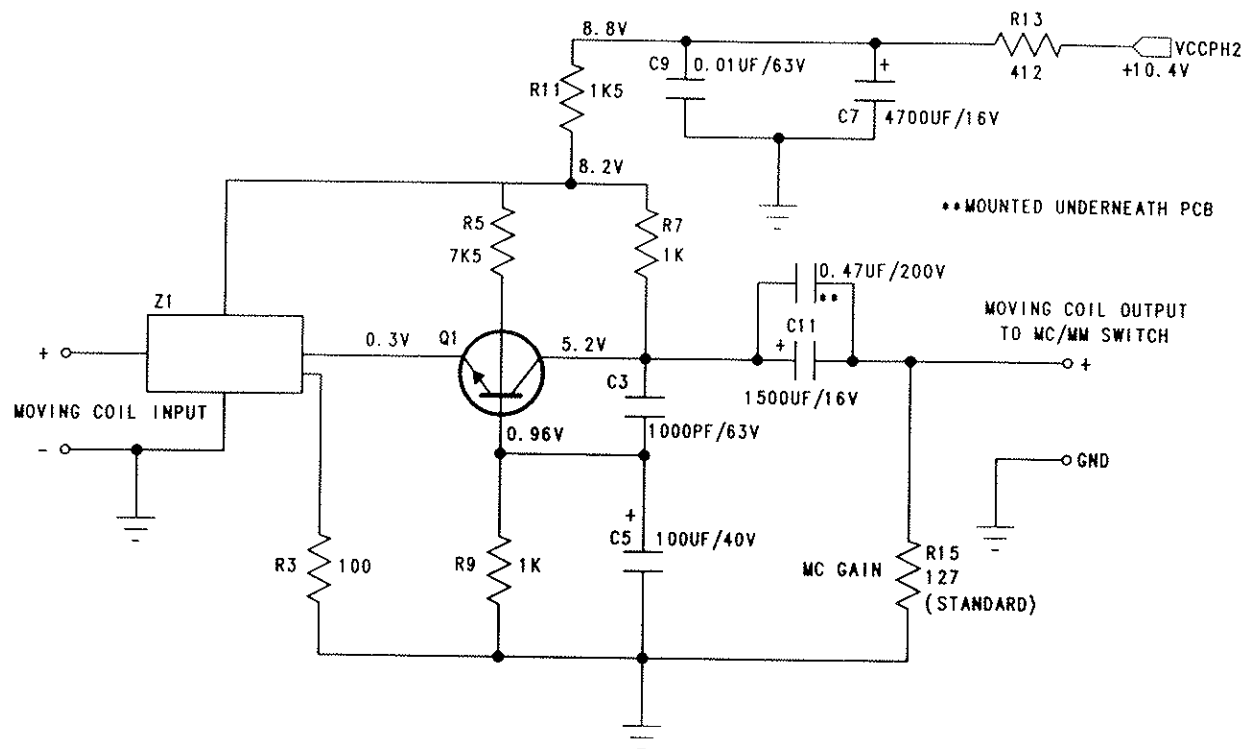 R13
8.8V
VCCPH2
C9
0.01UF/63V
+
412
+10.4V
R11
1K5
C7
4700UF/16V
8.2V
**MOUNTED UNDERNEATH PCB
R5
R7
7K5
1K
0.47UF/200V
**
Z1
MOVING COIL OUTPUT
TO MC/MM SWITCH
C11
+
0.3V
Q1
5.2V
+
+
C3
1500UF/16V
MOVING COIL INPUT
0.96V
1000PF/63V
-
GND
+
C5
100UF/40V
R3
100
R9
1K
MC GAIN
R15
127
(STANDARD)